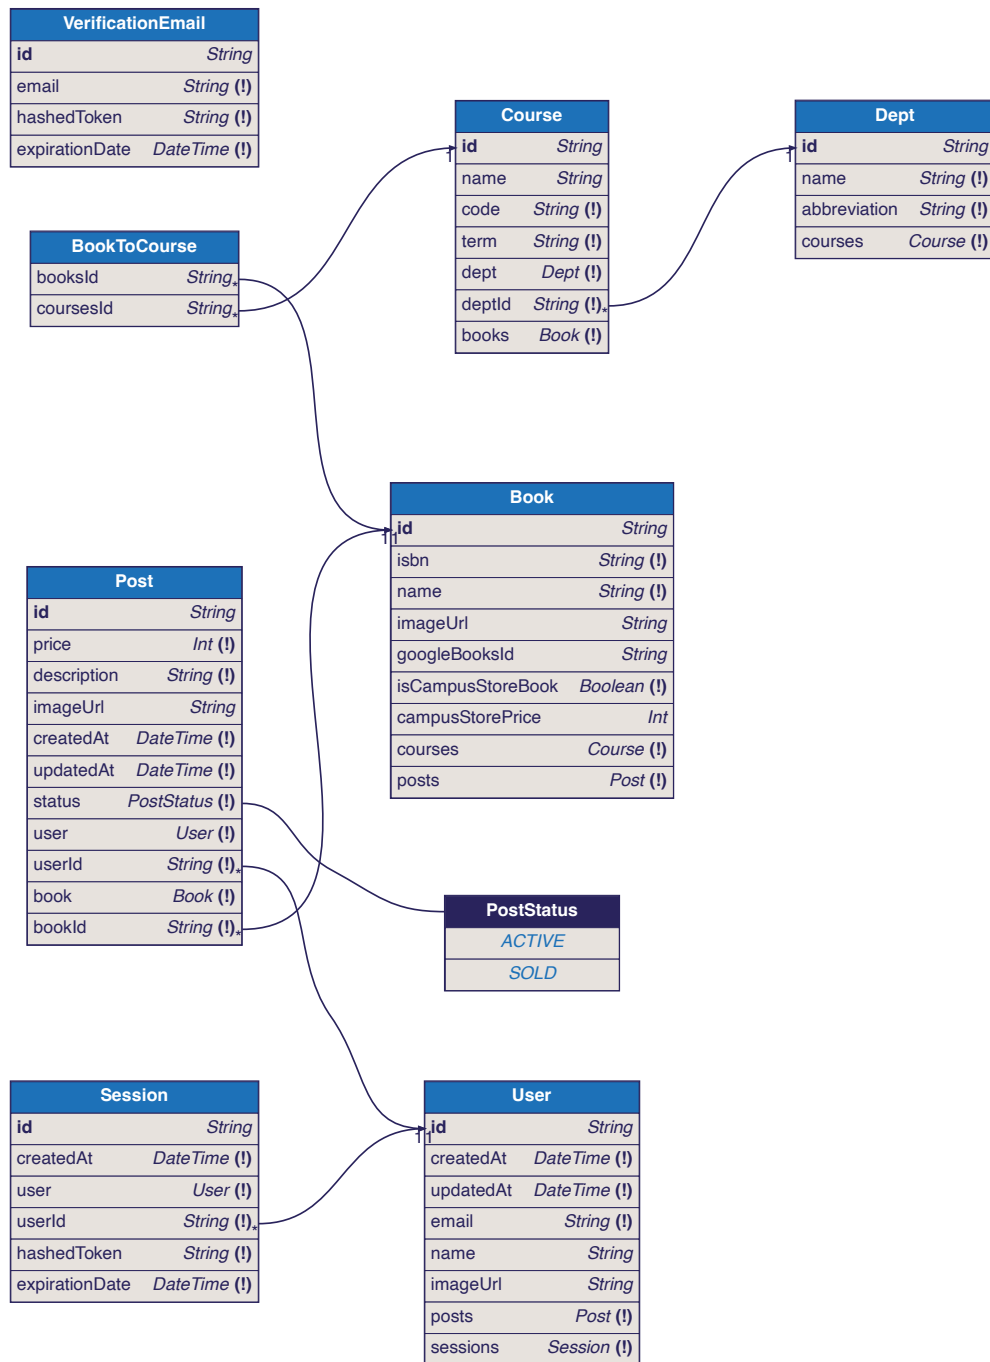 VerificationEmail
id String
email String (!)
hashedToken String (!)
expirationDate DateTime (!)
Course
1 id String
name String
code String (!)
term String (!)
dept Dept (!)
deptId String (!)*
books Book (!)
Dept
1 id String
name String (!)
abbreviation String (!)
courses Course (!)
BookToCourse
booksId String*
coursesId String*
Book
11 id String
isbn String (!)
name String (!)
imageUrl String
googleBooksId String
isCampusStoreBook Boolean (!)
campusStorePrice Int
courses Course (!)
posts Post (!)
Post
id String
price Int (!)
description String (!)
imageUrl String
createdAt DateTime (!)
updatedAt DateTime (!)
status PostStatus (!)
user User (!)
userId String (!)*
book Book (!)
bookId String (!)*
PostStatus
ACTIVE
SOLD
Session
id String
createdAt DateTime (!)
user User (!)
userId String (!)*
hashedToken String (!)
expirationDate DateTime (!)
User
11 id String
createdAt DateTime (!)
updatedAt DateTime (!)
email String (!)
name String
imageUrl String
posts Post (!)
sessions Session (!)